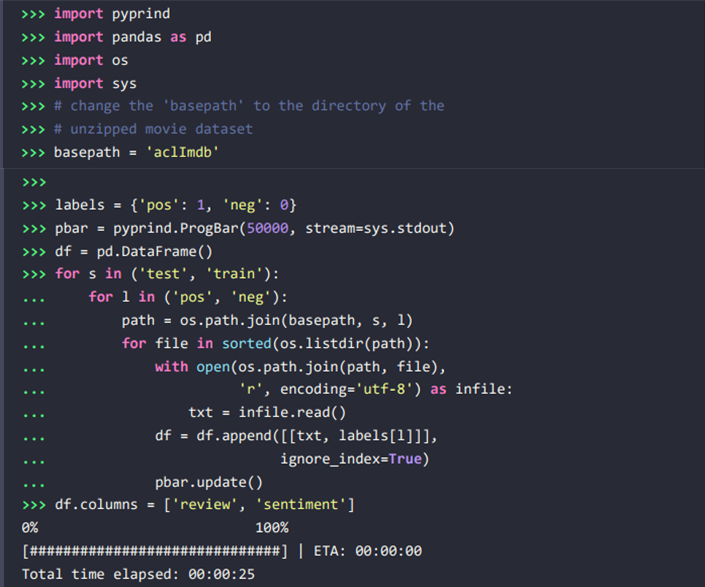 >>> import pyprind
>>> import pandas as pd
>>> import os
>>> import sys
>>> # change the 'basepath' to the directory of the
>>> # unzipped movie dataset
>>> basepath = 'aclImdb'
>>>
>>> labels = {'pos': 1, 'neg': 0}
>>> pbar = pyprind.ProgBar(50000, stream=sys.stdout)
>>> df = pd.DataFrame()
>>> for s in ('test', 'train'):
...     for l in ('pos', 'neg'):
...         path = os.path.join(basepath, s, l)
...         for file in sorted(os.listdir(path)):
...             with open(os.path.join(path, file),
...                       'r', encoding='utf-8') as infile:
...                 txt = infile.read()
...             df = df.append([[txt, labels[l]]],
...                            ignore_index=True)
...             pbar.update()
>>> df.columns = ['review', 'sentiment']
0%                          100%
[##############################] | ETA: 00:00:00
Total time elapsed: 00:00:25